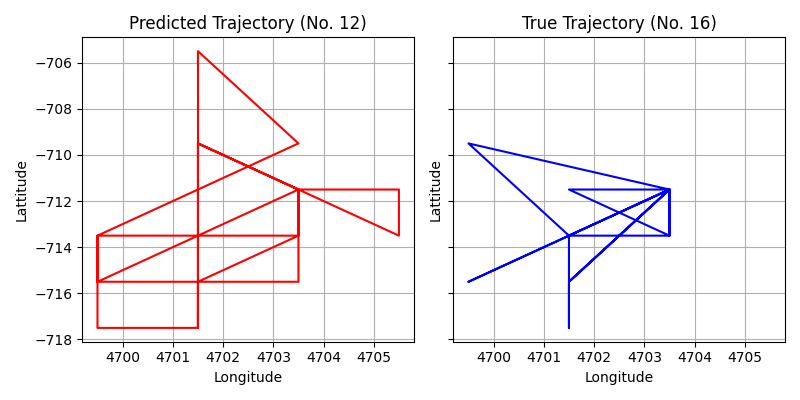 Predicted Trajectory (No. 12)
True Trajectory (No. 16)
−706
−708
−710
−712
−714
−716
−718
Lattitude
Lattitude
4700 4701 4702 4703 4704 4705
4700 4701 4702 4703 4704 4705
Longitude
Longitude